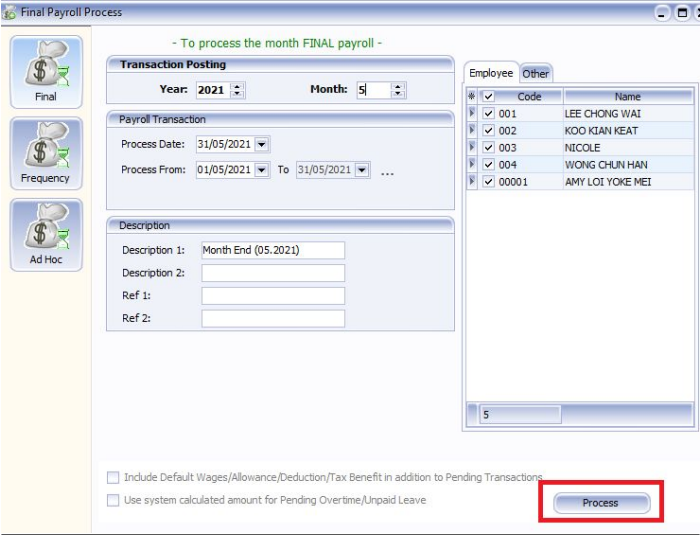 Final Payroll Process
- To process the month FINAL payroll -
Final
Frequency
Ad Hoc
Transaction Posting
Year: 2021 Month: 5
Payroll Transaction
Process Date: 31/05/2021
Process From: 01/05/2021 To 31/05/2021 ...
Description
Description 1: Month End (05.2021)
Description 2:
Ref 1:
Ref 2:
Employee Other
Code Name
001 LEE CHONG WAI
002 KOO KIAN KEAT
003 NICOLE
004 WONG CHUN HAN
00001 AMY LOI YOKE MEI
5
Include Default Wages/Allowance/Deduction/Tax Benefit in addition to Pending Transactions
Use system calculated amount for Pending Overtime/Unpaid Leave
Process